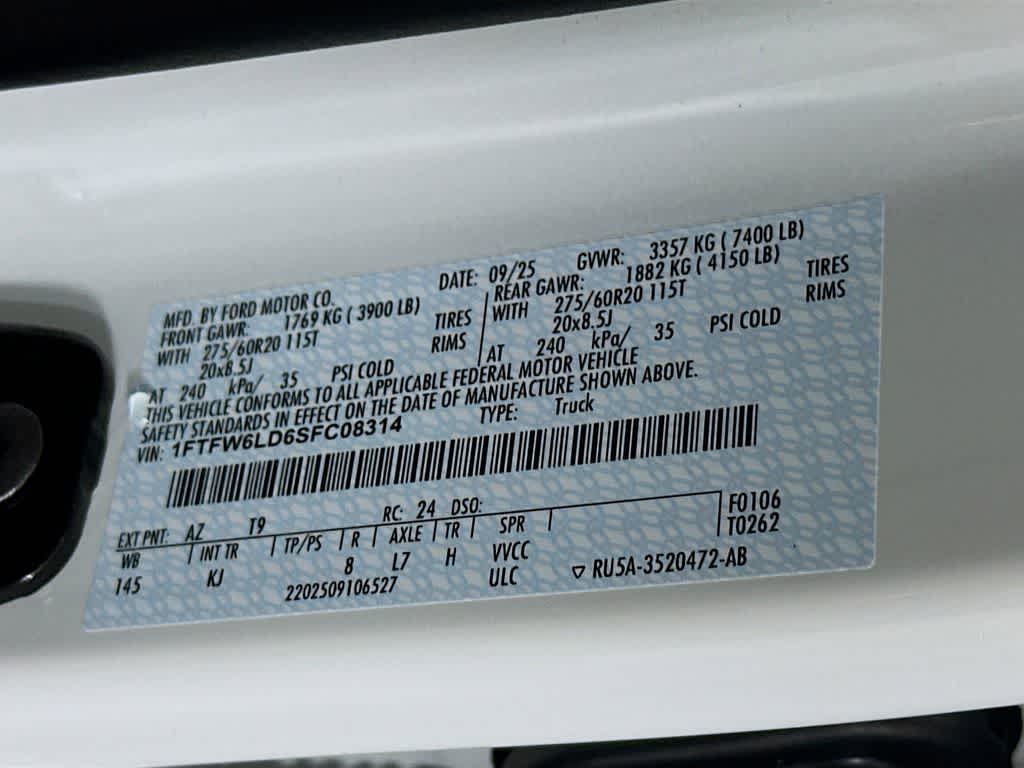 MFD. BY FORD MOTOR CO.
DATE: 09/25 GVWR: 3357 KG ( 7400 LB)
FRONT GAWR: 1769 KG ( 3900 LB)
WITH 275/60R20 115T TIRES
20x8.5J RIMS
AT 240 kPa/ 35 PSI COLD
REAR GAWR: 1882 KG ( 4150 LB)
WITH 275/60R20 115T TIRES
20x8.5J RIMS
AT 240 kPa/ 35 PSI COLD
THIS VEHICLE CONFORMS TO ALL APPLICABLE FEDERAL MOTOR VEHICLE
SAFETY STANDARDS IN EFFECT ON THE DATE OF MANUFACTURE SHOWN ABOVE.
VIN: 1FTFW6LD6SFC08314 TYPE: Truck
EXT PNT: AZ T9 RC: 24 DSO:
WB INT TR TP/PS R AXLE TR SPR
145 KJ 8 L7 H VVCC
2202509106527 ULC
F0106
T0262
RU5A-3520472-AB